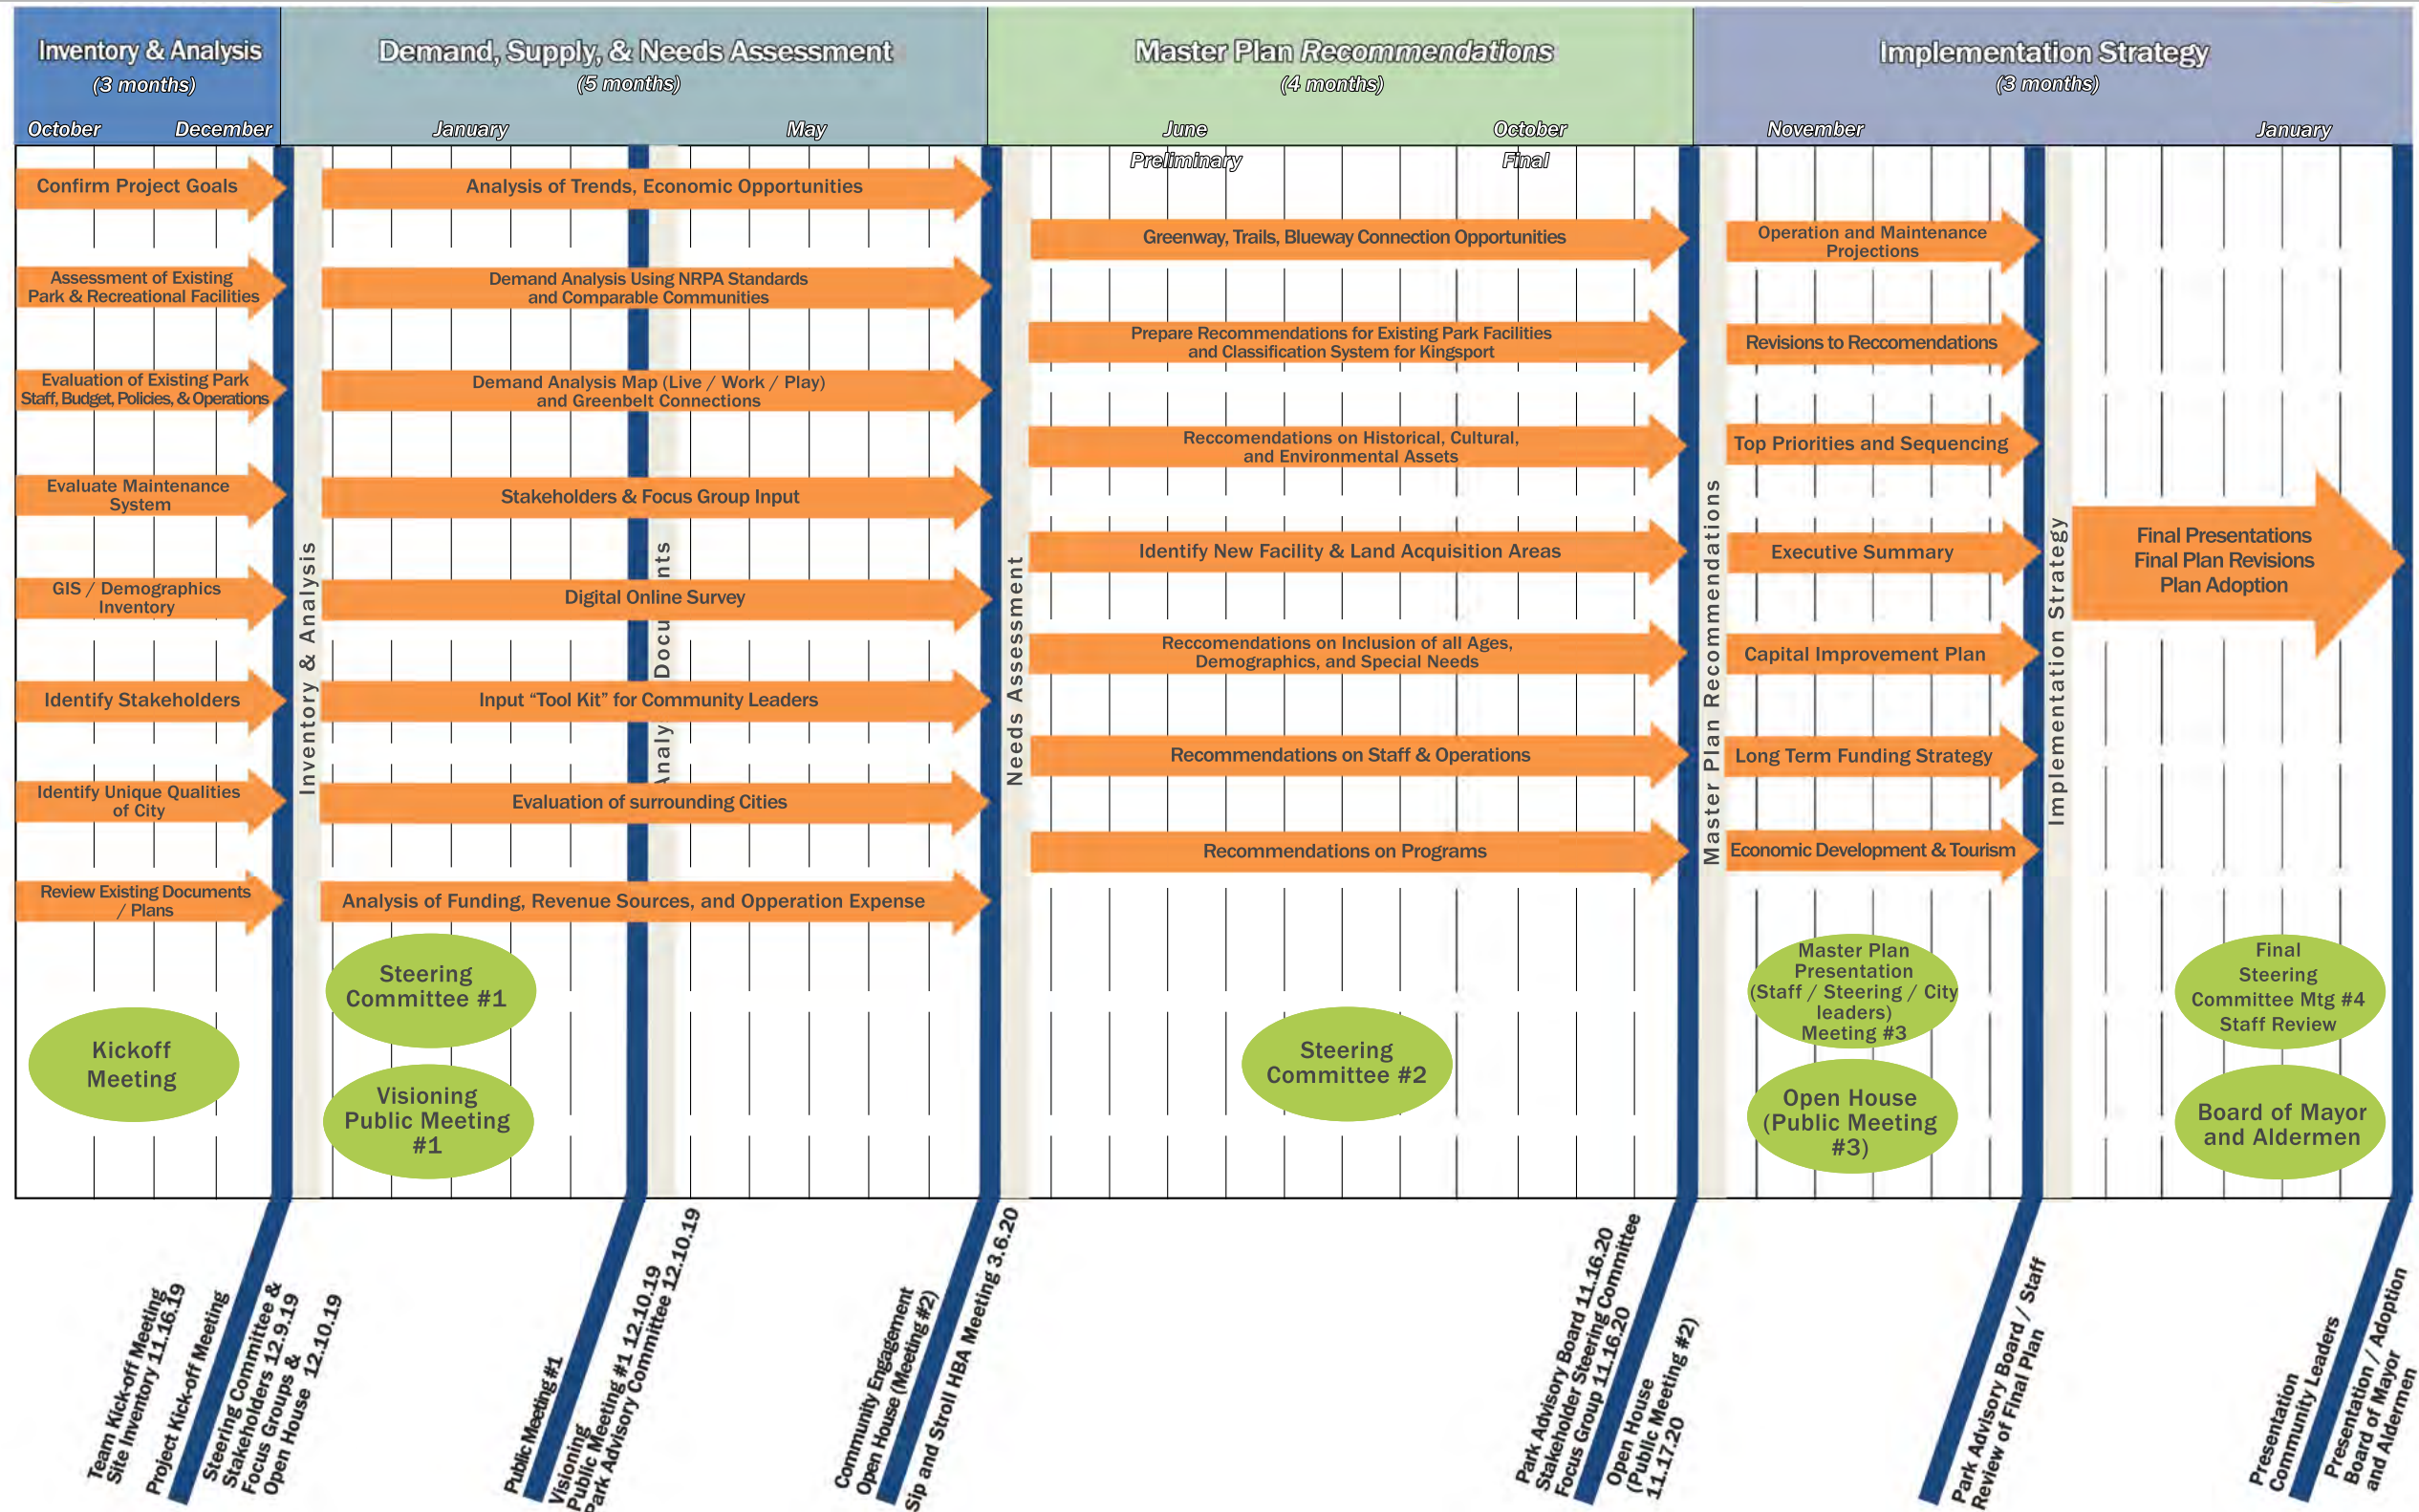 Inventory & Analysis
(3 months)
October December
Demand, Supply, & Needs Assessment
(5 months)
January May
Master Plan Recommendations
(4 months)
June October
Preliminary Final
Implementation Strategy
(3 months)
November January
Confirm Project Goals
Assessment of Existing
Park & Recreational Facilities
Evaluation of Existing Park
Staff, Budget, Policies, & Operations
Evaluate Maintenance
System
GIS / Demographics
Inventory
Identify Stakeholders
Identify Unique Qualities
of City
Review Existing Documents
/ Plans
Kickoff
Meeting
Inventory & Analysis
Analysis of Trends, Economic Opportunities
Demand Analysis Using NRPA Standards
and Comparable Communities
Demand Analysis Map (Live / Work / Play)
and Greenbelt Connections
Stakeholders & Focus Group Input
Digital Online Survey
Input “Tool Kit” for Community Leaders
Evaluation of surrounding Cities
Analysis of Funding, Revenue Sources, and Opperation Expense
Steering
Committee #1
Visioning
Public Meeting
#1
Needs Assessment
Greenway, Trails, Blueway Connection Opportunities
Prepare Recommendations for Existing Park Facilities
and Classification System for Kingsport
Reccomendations on Historical, Cultural,
and Environmental Assets
Identify New Facility & Land Acquisition Areas
Reccomendations on Inclusion of all Ages,
Demographics, and Special Needs
Recommendations on Staff & Operations
Recommendations on Programs
Steering
Committee #2
Master Plan Recommendations
Operation and Maintenance
Projections
Revisions to Reccomendations
Top Priorities and Sequencing
Executive Summary
Capital Improvement Plan
Long Term Funding Strategy
Economic Development & Tourism
Master Plan
Presentation
(Staff / Steering / City
leaders)
Meeting #3
Open House
(Public Meeting
#3)
Implementation Strategy
Final Presentations
Final Plan Revisions
Plan Adoption
Final
Steering
Committee Mtg #4
Staff Review
Board of Mayor
and Aldermen
Team Kick-off Meeting
Site Inventory 11.16.19
Project Kick-off Meeting
Steering Committee &
Stakeholders 12.9.19
Focus Groups &
Open House 12.10.19
Public Meeting #1
Visioning
Public Meeting #1 12.10.19
Park Advisory Committee 12.10.19
Community Engagement
Open House (Meeting #2)
Sip and Stroll HBA Meeting 3.6.20
Park Advisory Board 11.16.20
Stakeholder Steering Committee
Focus Group 11.16.20
Open House
(Public Meeting #2)
11.17.20
Park Advisory Board / Staff
Review of Final Plan
Presentation
Community Leaders
Presentation / Adoption
Board of Mayor
and Aldermen